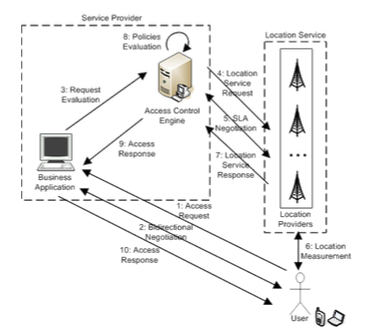 Service Provider
8: Policies
Evaluation
Location Service
3: Request
Evaluation
4: Location
Service
Request
Access Control
Engine
5: SLA
Negotiation
9: Access
Response
7: Location
Service
Response
...
Business
Application
Location
Providers
1: Access
Request
2: Bidirectional
Negotiation
10: Access
Response
6: Location
Measurement
User